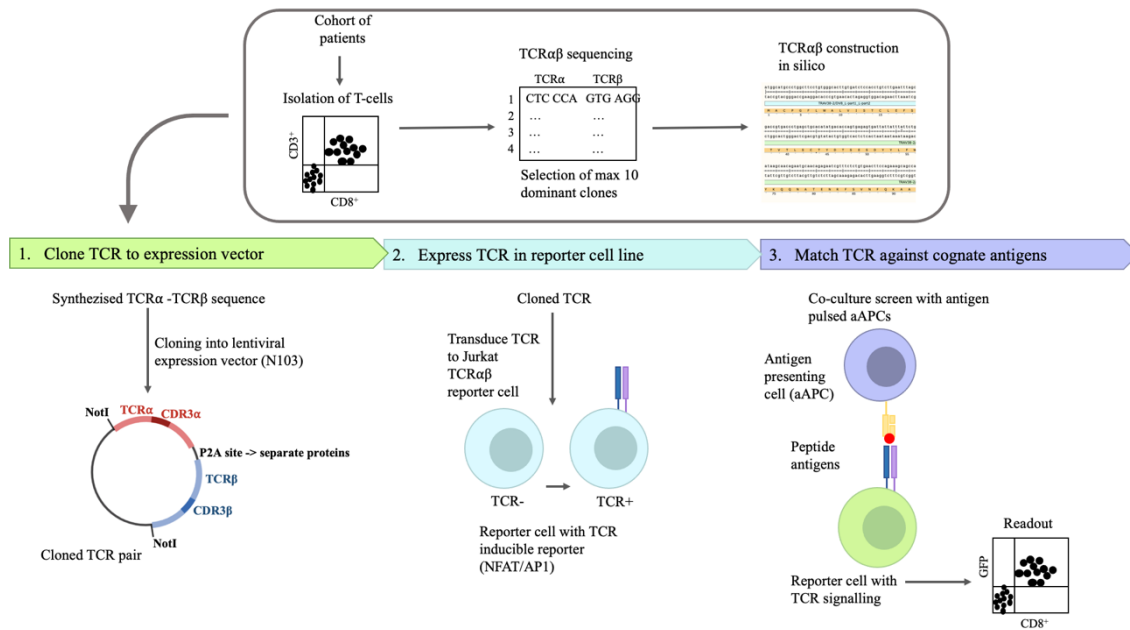 Cohort of
patients
Isolation of T-cells
CD3⁺
CD8⁺
TCRαβ sequencing
TCRα TCRβ
1 CTC CCA GTG AGG
2 ... ...
3 ... ...
4 ... ...
Selection of max 10
dominant clones
TCRαβ construction
in silico
1. Clone TCR to expression vector
2. Express TCR in reporter cell line
3. Match TCR against cognate antigens
Synthezised TCRα -TCRβ sequence
Cloning into lentiviral
expression vector (N103)
NotI
TCRα
CDR3α
P2A site -> separate proteins
TCRβ
CDR3β
NotI
Cloned TCR pair
Cloned TCR
Transduce TCR
to Jurkat
TCRαβ
reporter cell
TCR-
TCR+
Reporter cell with TCR
inducible reporter
(NFAT/AP1)
Co-culture screen with antigen
pulsed aAPCs
Antigen
presenting
cell (aAPC)
Peptide
antigens
Reporter cell with
TCR signalling
Readout
GFP
CD8⁺